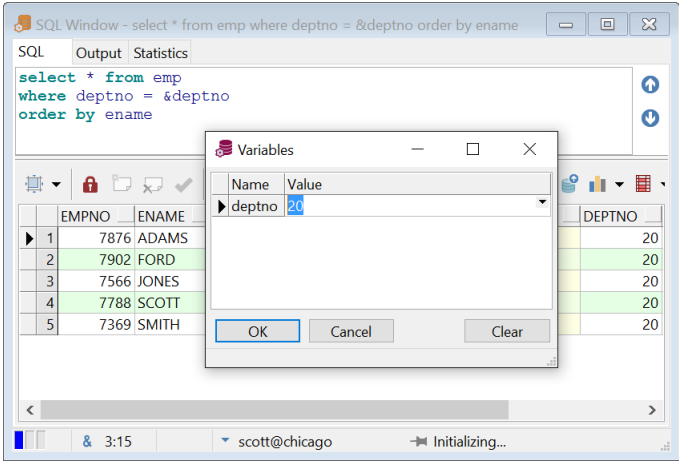 SQL Window - select * from emp where deptno = &deptno order by ename
SQL Output Statistics
select * from emp
where deptno = &deptno
order by ename
Variables
Name Value
deptno 20
OK Cancel Clear
EMPNO ENAME DEPTNO
1 7876 ADAMS 20
2 7902 FORD 20
3 7566 JONES 20
4 7788 SCOTT 20
5 7369 SMITH 20
& 3:15 scott@chicago Initializing...